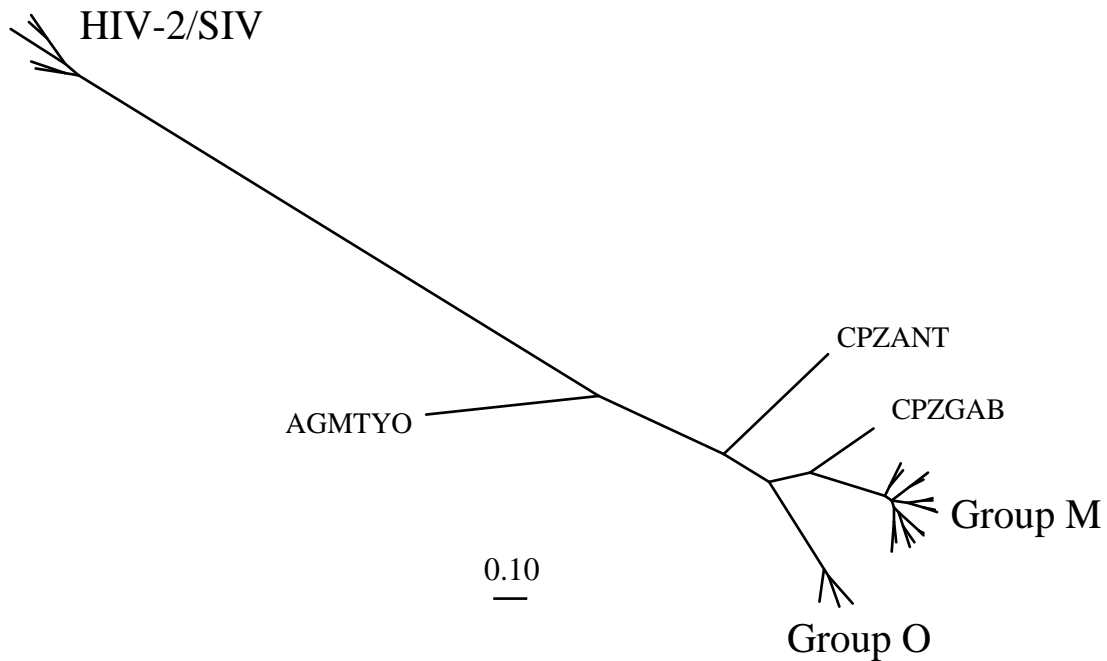 HIV-2/SIV
CPZANT
AGMTYO
CPZGAB
Group M
0.10
Group O